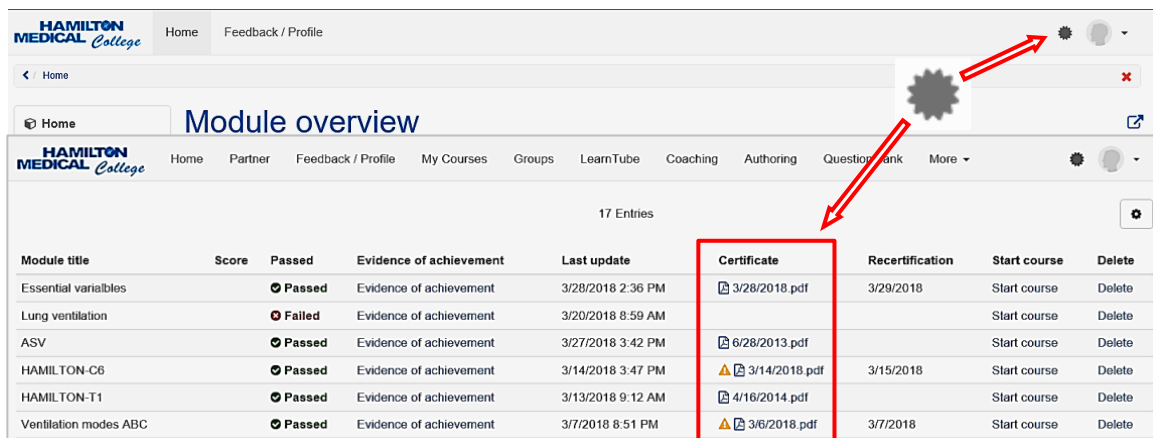 HAMILTON
MEDICAL College
Home Feedback / Profile
/ Home
Home
Module overview
HAMILTON
MEDICAL College
Home Partner Feedback / Profile My Courses Groups LearnTube Coaching Authoring Question ank More
17 Entries
Module title Score Passed Evidence of achievement Last update Certificate Recertification Start course Delete
Essential varialbles Passed Evidence of achievement 3/28/2018 2:36 PM 3/28/2018.pdf 3/29/2018 Start course Delete
Lung ventilation Failed Evidence of achievement 3/20/2018 8:59 AM Start course Delete
ASV Passed Evidence of achievement 3/27/2018 3:42 PM 6/28/2013.pdf Start course Delete
HAMILTON-C6 Passed Evidence of achievement 3/14/2018 3:47 PM 3/14/2018.pdf 3/15/2018 Start course Delete
HAMILTON-T1 Passed Evidence of achievement 3/13/2018 9:12 AM 4/16/2014.pdf Start course Delete
Ventilation modes ABC Passed Evidence of achievement 3/7/2018 8:51 PM 3/6/2018.pdf 3/7/2018 Start course Delete